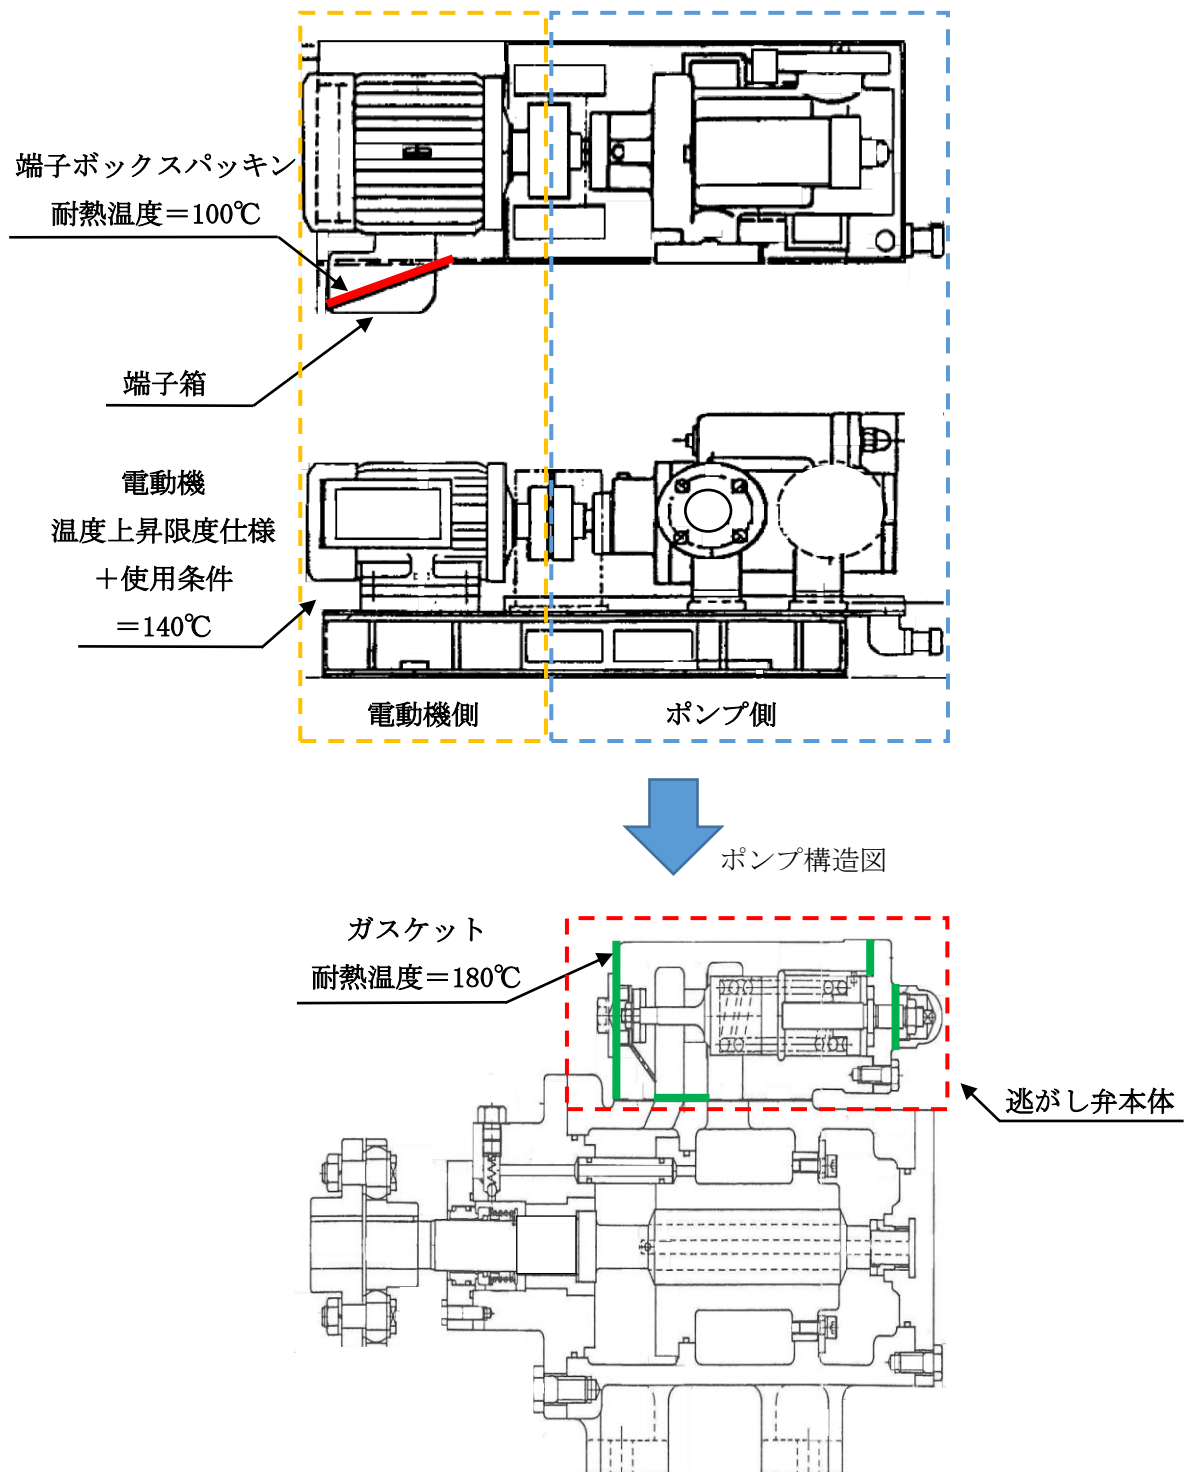 端子ボックスパッキン
耐熱温度＝100℃
端子箱
電動機
温度上昇限度仕様
＋使用条件
＝140℃
電動機側
ポンプ側
ポンプ構造図
ガスケット
耐熱温度＝180℃
逃がし弁本体